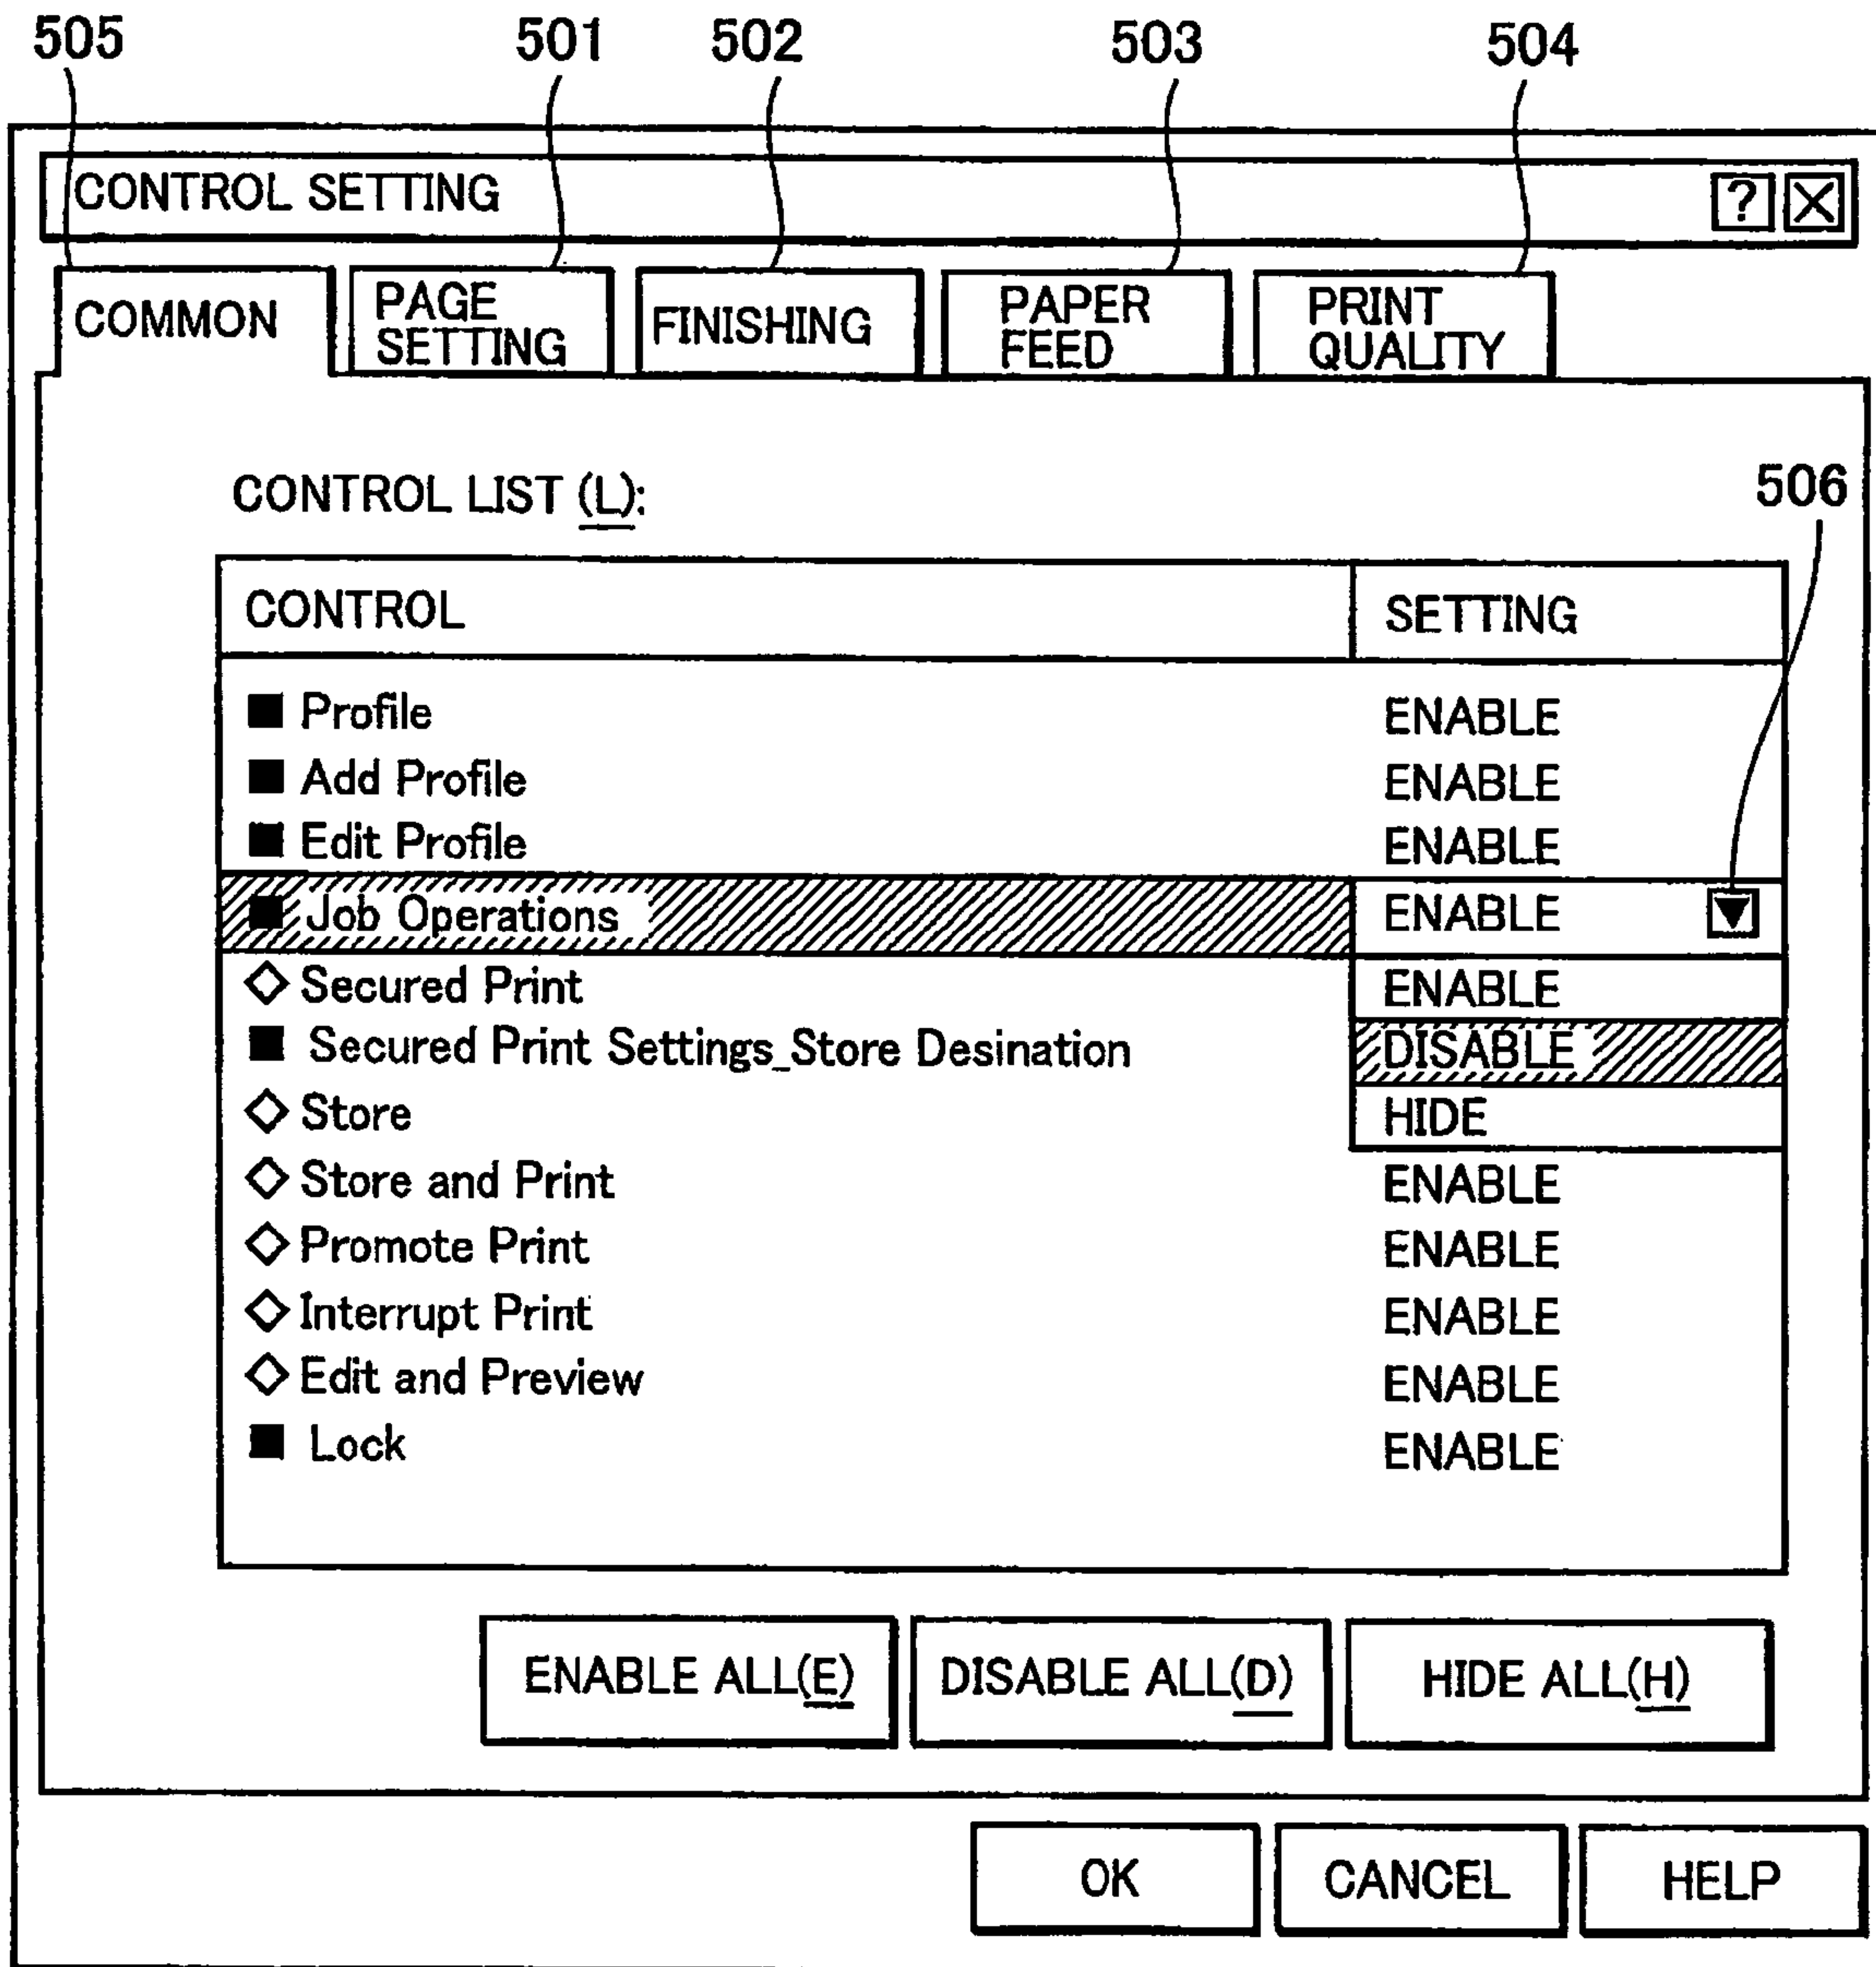 505 501 502 503 504
CONTROL SETTING ?
COMMON PAGE SETTING FINISHING PAPER FEED PRINT QUALITY
CONTROL LIST (L):
506
CONTROL SETTING
Profile ENABLE
Add Profile ENABLE
Edit Profile ENABLE
Job Operations ENABLE
Secured Print ENABLE
Secured Print Settings_Store Desination DISABLE
Store HIDE
Store and Print ENABLE
Promote Print ENABLE
Interrupt Print ENABLE
Edit and Preview ENABLE
Lock ENABLE
ENABLE ALL(E) DISABLE ALL(D) HIDE ALL(H)
OK CANCEL HELP